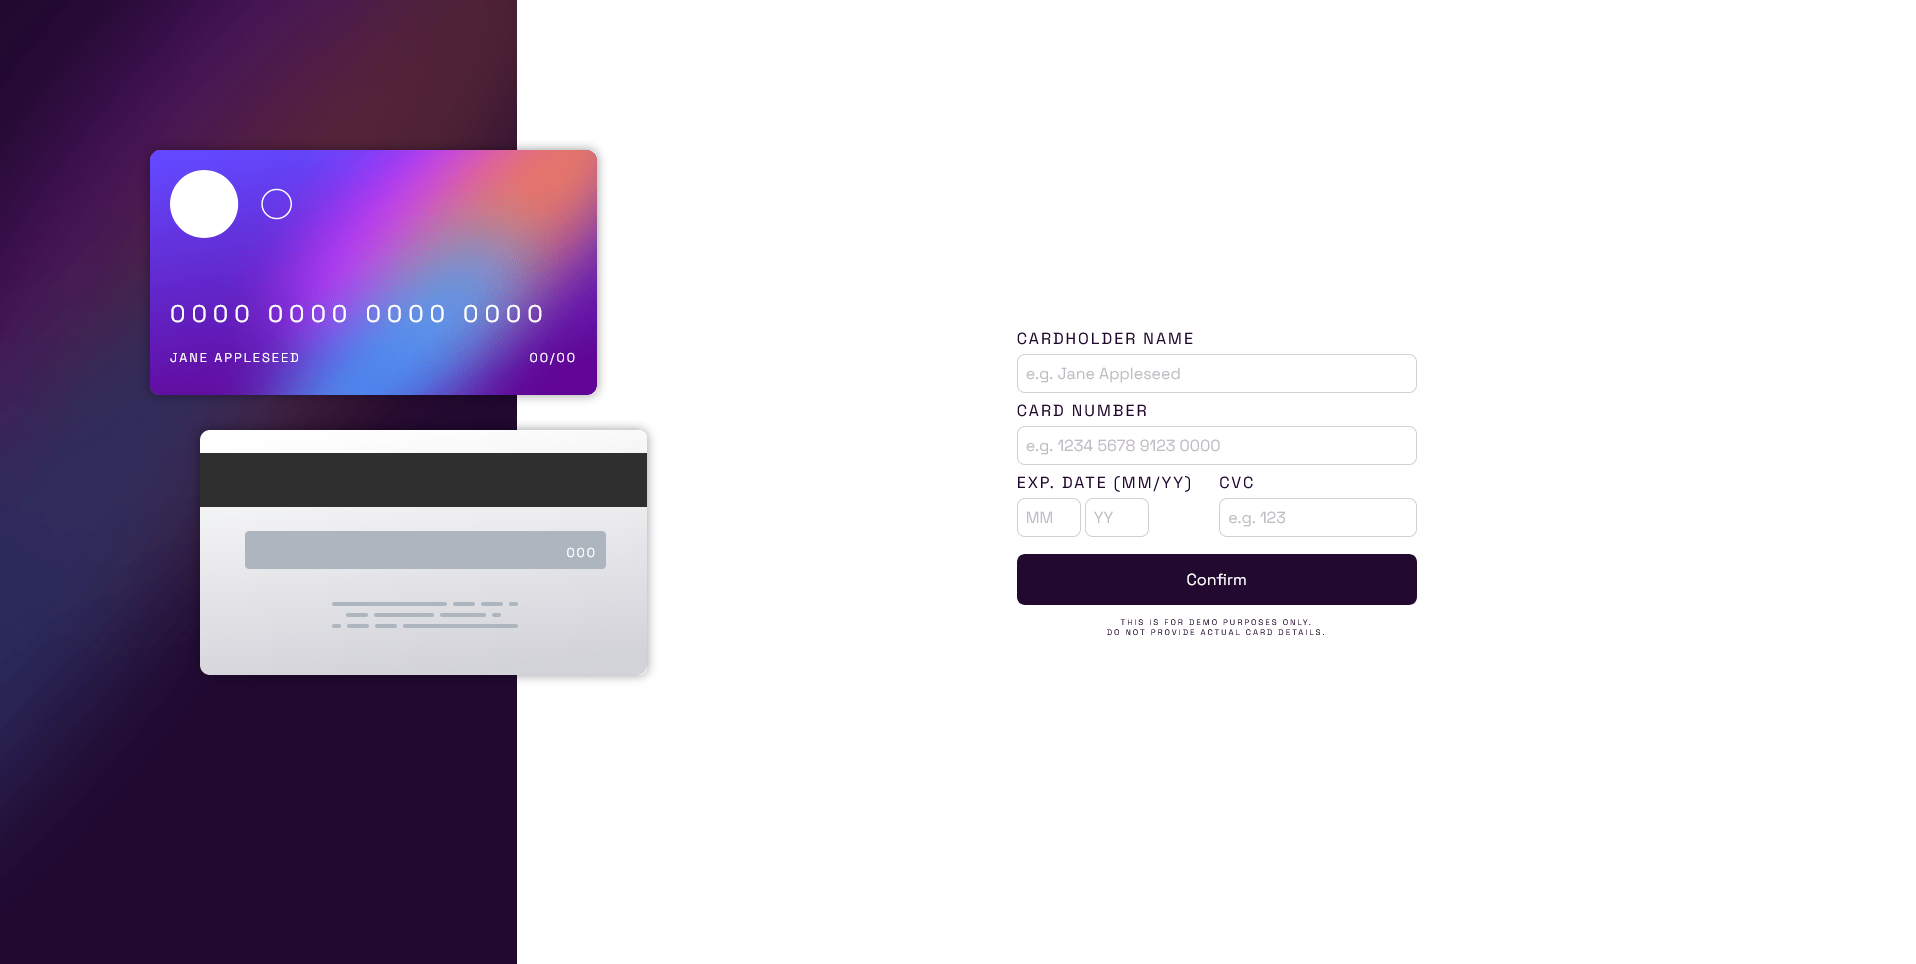 0000 0000 0000 0000
JANE APPLESEED 00/00
000
CARDHOLDER NAME
e.g. Jane Appleseed
CARD NUMBER
e.g. 1234 5678 9123 0000
EXP. DATE (MM/YY) CVC
MM YY e.g. 123
Confirm
THIS IS FOR DEMO PURPOSES ONLY.
DO NOT PROVIDE ACTUAL CARD DETAILS.